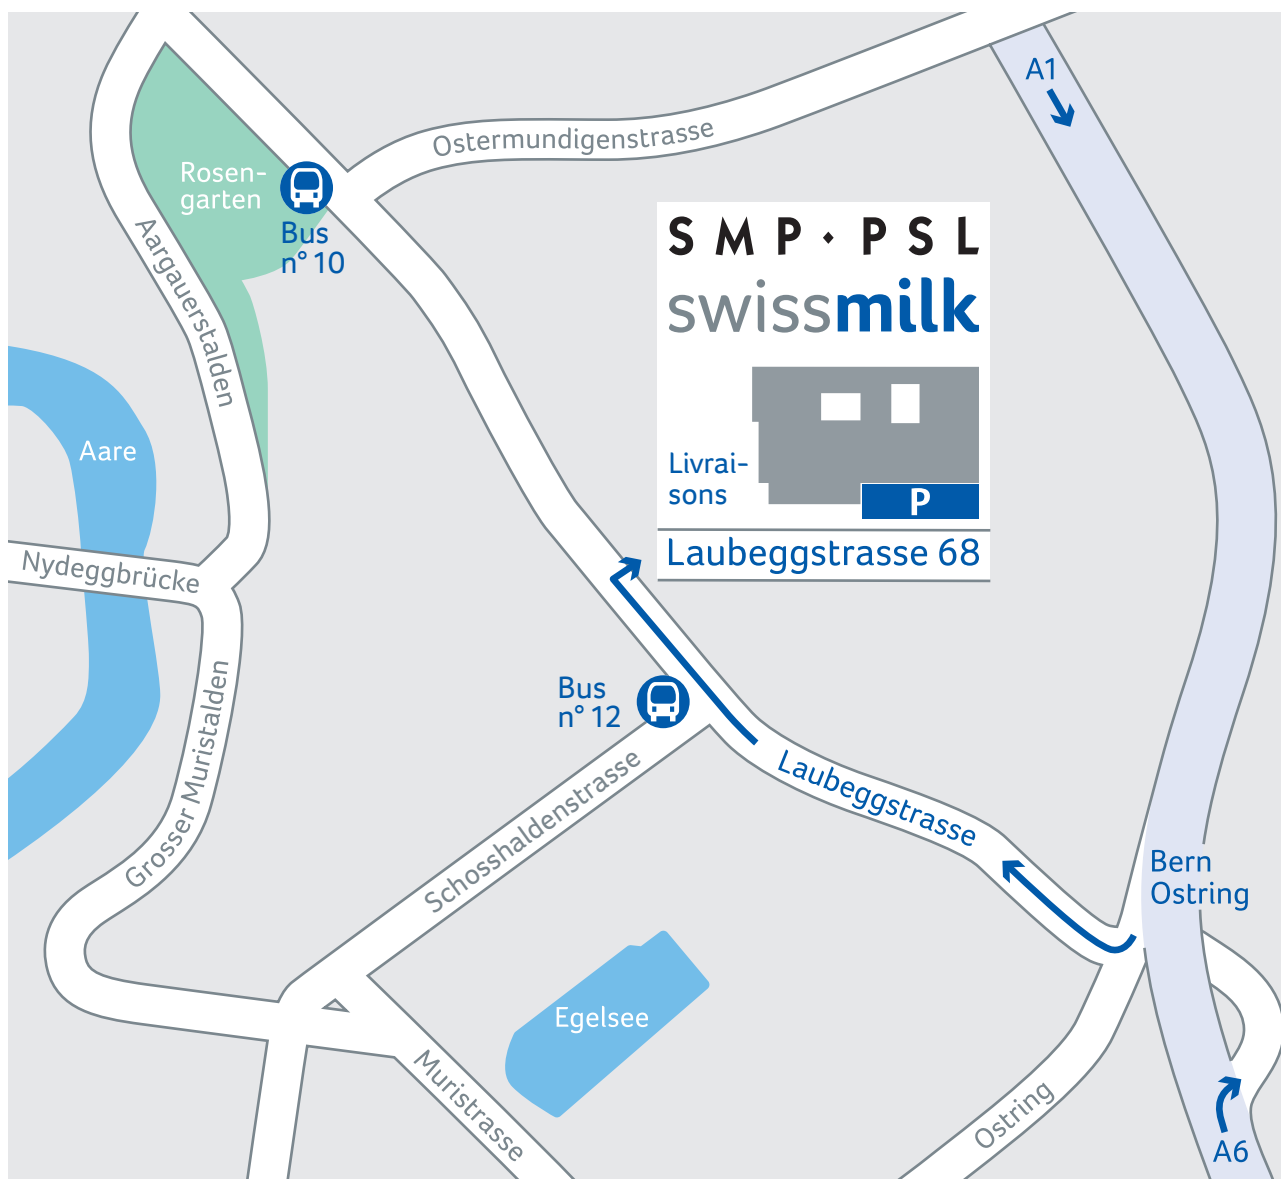 A1
Ostermundigenstrasse
Rosen-
garten
Bus
n° 10
Aargauerstalden
SMP·PSL
swissmilk
Livrai-
sons
P
Laubeggstrasse 68
Aare
Nydeggbrücke
Grosser Muristalden
Bus
n° 12
Schosshaldenstrasse
Laubeggstrasse
Bern
Ostring
Egelsee
Muristrasse
Ostring
A6